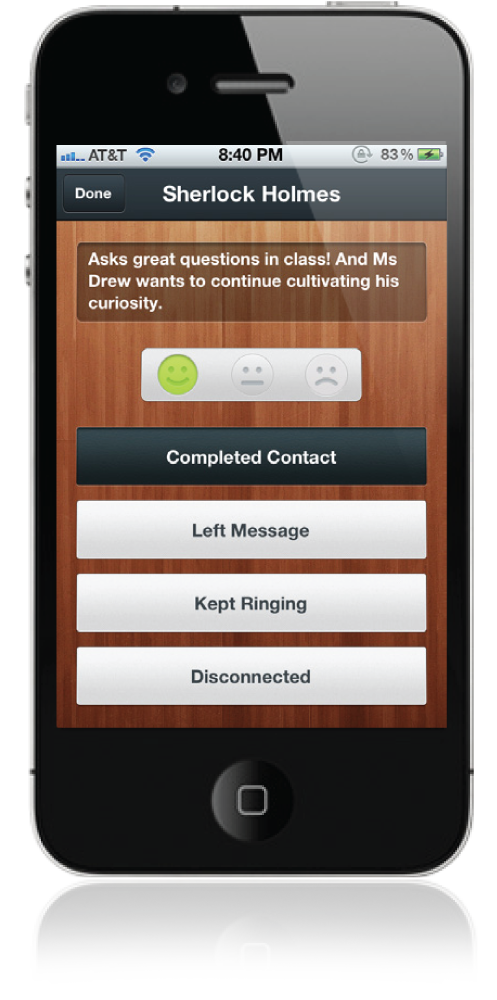 AT&T 8:40 PM 83%
Done Sherlock Holmes
Asks great questions in class! And Ms
Drew wants to continue cultivating his
curiosity.
Completed Contact
Left Message
Kept Ringing
Disconnected